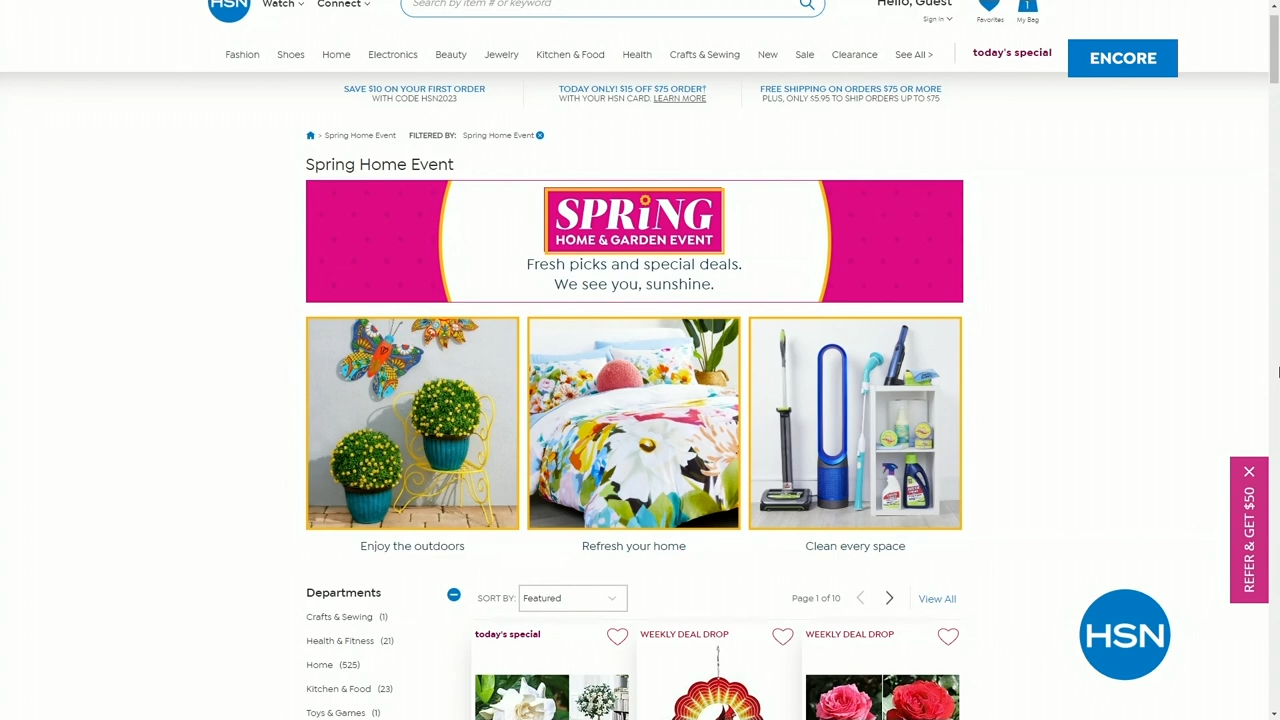 HSN
Watch
Connect
Search by item # or keyword
Hello, Guest
Sign in
Favorites
1
My Bag
Fashion
Shoes
Home
Electronics
Beauty
Jewelry
Kitchen & Food
Health
Crafts & Sewing
New
Sale
Clearance
See All >
today's special
ENCORE
SAVE $10 ON YOUR FIRST ORDER
WITH CODE HSN2023
TODAY ONLY! $15 OFF $75 ORDER†
WITH YOUR HSN CARD. LEARN MORE
FREE SHIPPING ON ORDERS $75 OR MORE
PLUS, ONLY $5.95 TO SHIP ORDERS UP TO $75
> Spring Home Event FILTERED BY: Spring Home Event
Spring Home Event
SPRiNG
HOME & GARDEN EVENT
Fresh picks and special deals.
We see you, sunshine.
Enjoy the outdoors
Refresh your home
Clean every space
REFER & GET $50
Departments
Crafts & Sewing (1)
Health & Fitness (21)
Home (525)
Kitchen & Food (23)
Toys & Games (1)
SORT BY: Featured
Page 1 of 10
View All
today's special
WEEKLY DEAL DROP
WEEKLY DEAL DROP
HSN